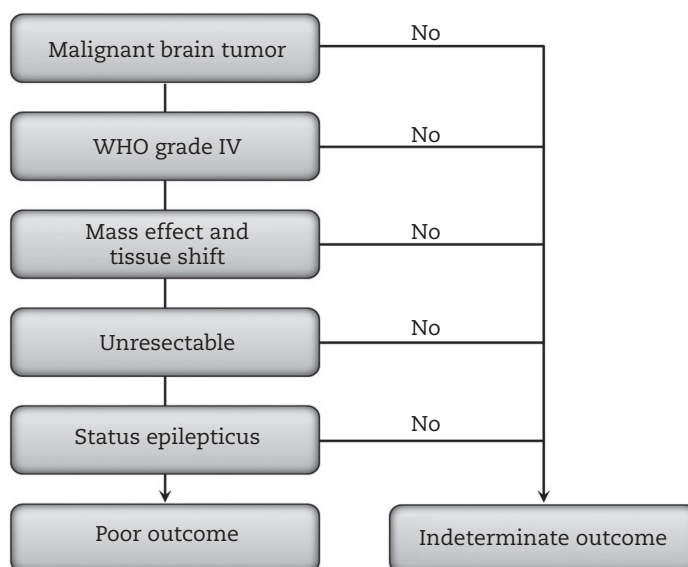 Malignant brain tumor
No
WHO grade IV
No
Mass effect and
tissue shift
No
Unresectable
No
Status epilepticus
No
Poor outcome
Indeterminate outcome